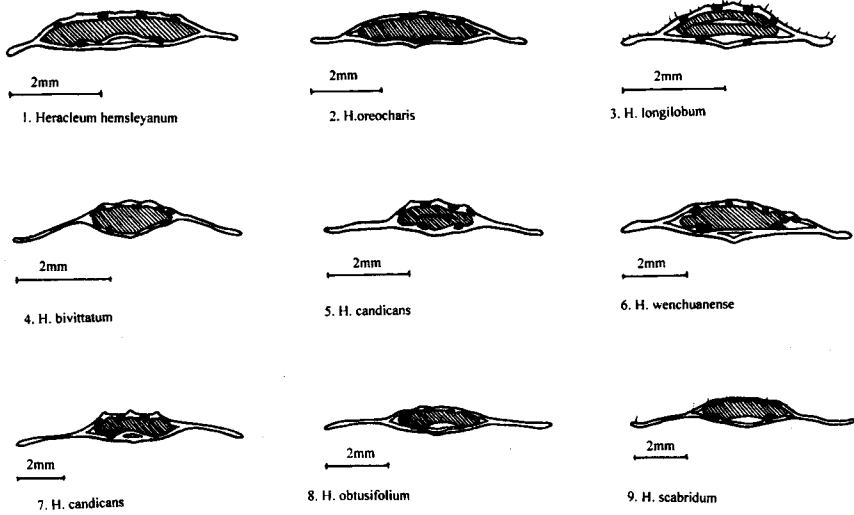 2mm
2mm
2mm
1. Heracleum hemsleyanum
2. H.oreocharis
3. H. longilobum
2mm
2mm
2mm
4. H. bivittatum
5. H. candicans
6. H. wenchuanense
2mm
2mm
2mm
7. H. candicans
8. H. obtusifolium
9. H. scabridum